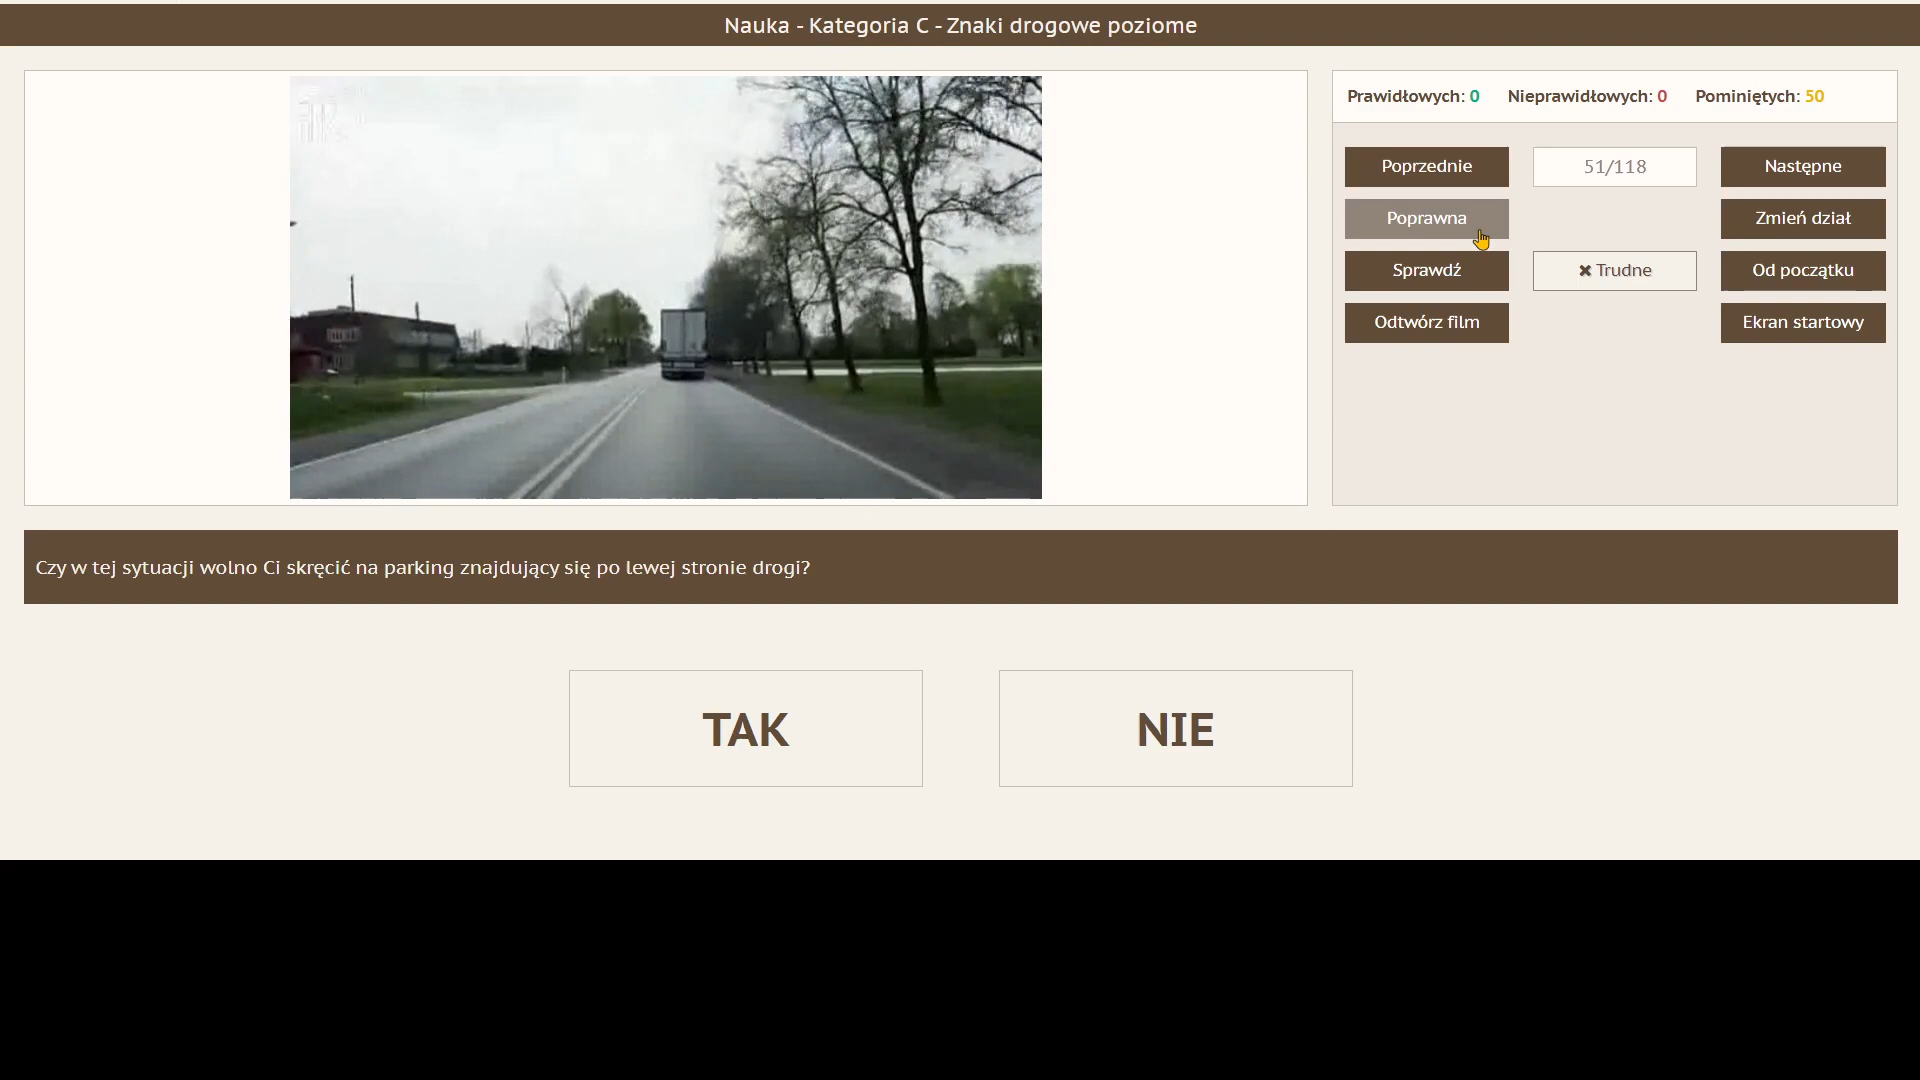 Nauka - Kategoria C - Znaki drogowe poziome
Prawidłowych: 0 Nieprawidłowych: 0 Pominiętych: 50
Poprzednie 51/118 Następne
Poprawna Zmień dział
Sprawdź ✖ Trudne Od początku
Odtwórz film Ekran startowy
Czy w tej sytuacji wolno Ci skręcić na parking znajdujący się po lewej stronie drogi?
TAK NIE